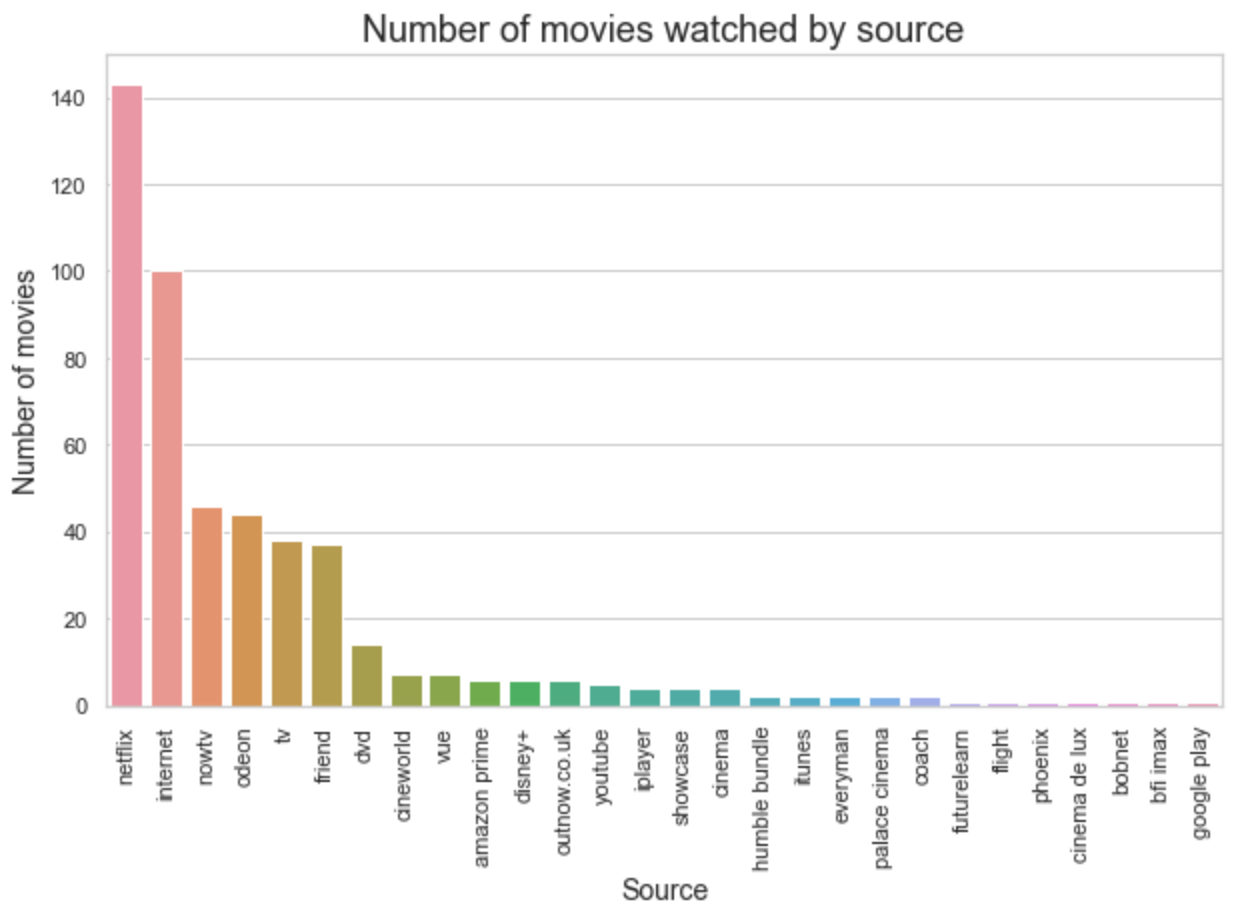 Number of movies watched by source
Number of movies
140
120
100
80
60
40
20
0
netflix
internet
nowtv
odeon
tv
friend
dvd
cineworld
vue
amazon prime
disney+
outnow.co.uk
youtube
iplayer
showcase
cinema
humble bundle
itunes
everyman
palace cinema
coach
futurelearn
flight
phoenix
cinema de lux
bobnet
bfi imax
google play
Source